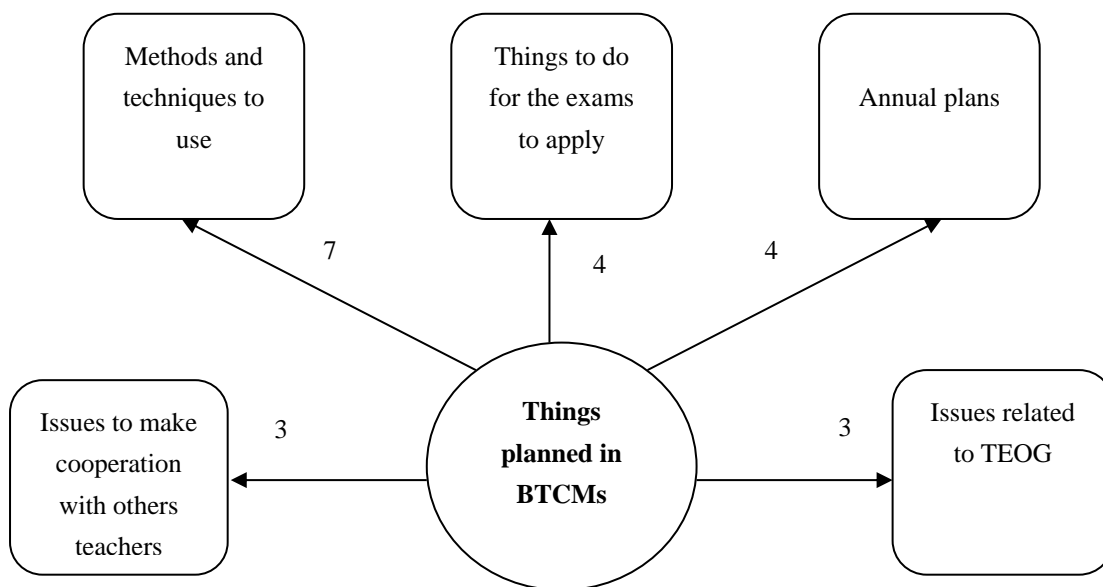 Methods and
techniques to
use
Things to do
for the exams
to apply
Annual plans
7
4
4
Issues to make
cooperation
with others
teachers
3
Things
planned in
BTCMs
3
Issues related
to TEOG